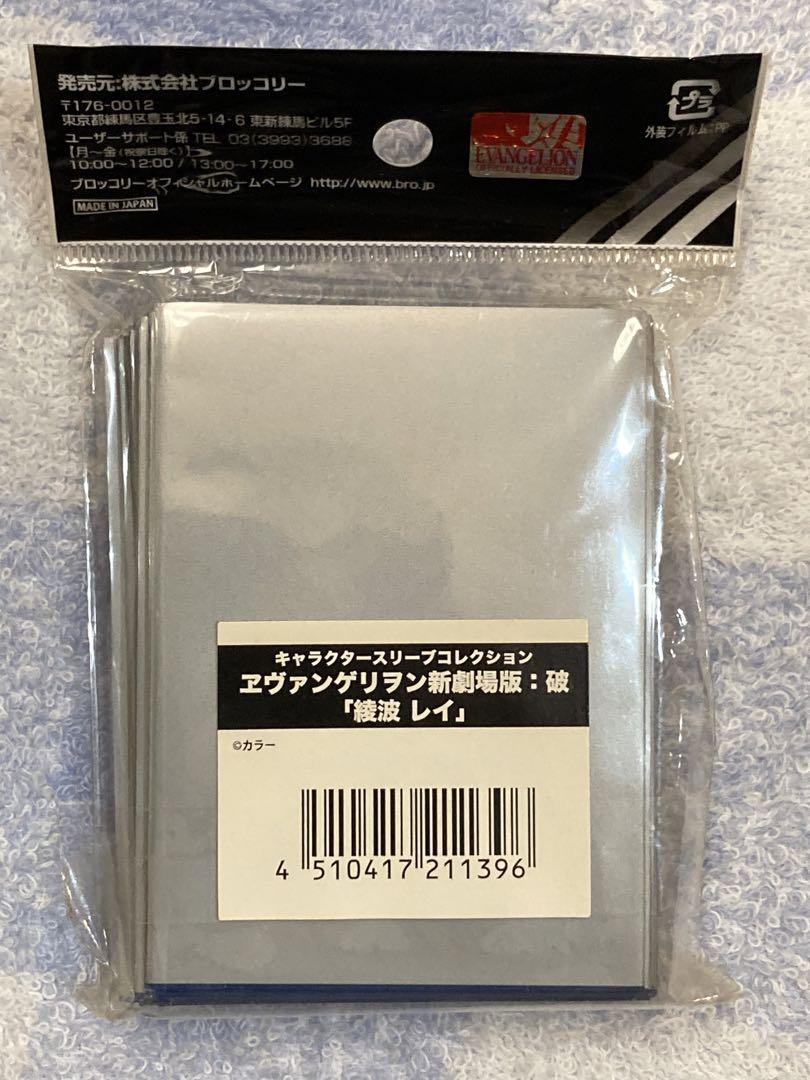 発売元:株式会社ブロッコリー
〒176-0012
東京都練馬区豊玉北5-14-6 東新練馬ビル5F
ユーザーサポート係 TEL 03(3993)3688
【月～金(祝祭日除く)】
10:00～12:00 / 13:00～17:00
ブロッコリーオフィシャルホームページ http://www.bro.jp
MADE IN JAPAN
EVANGELION
OFFICIALLY LICENSED
プラ
外装フィルム:PP
キャラクタースリーブコレクション
ヱヴァンゲリヲン新劇場版：破
「綾波 レイ」
©カラー
4 510417 211396